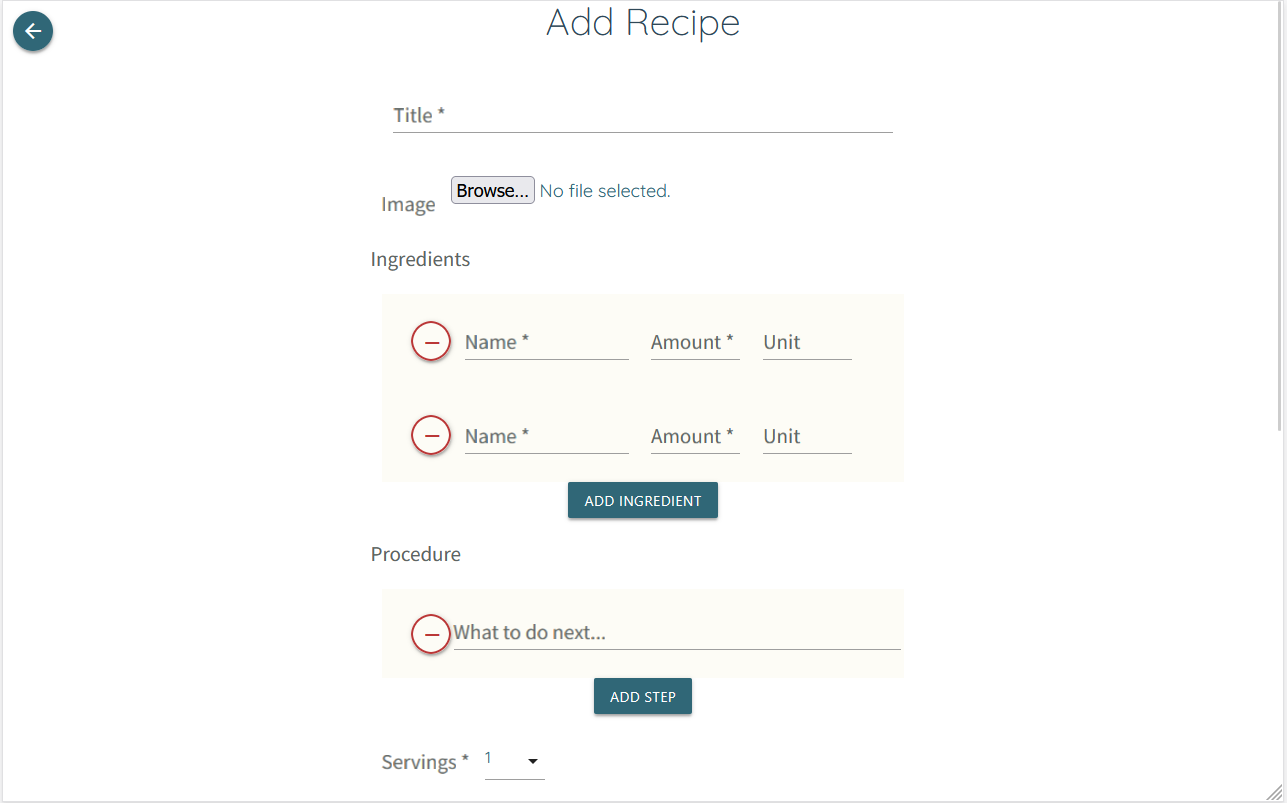 Add Recipe
Title *
Image Browse... No file selected.
Ingredients
Name * Amount * Unit
Name * Amount * Unit
ADD INGREDIENT
Procedure
What to do next...
ADD STEP
Servings * 1